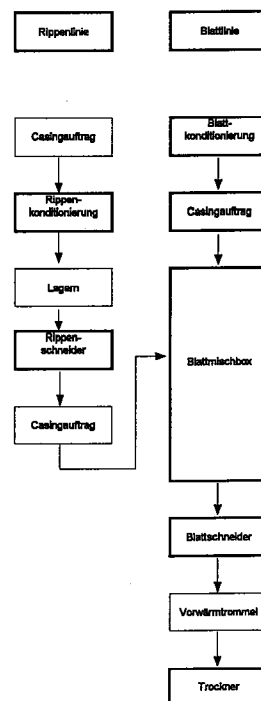 Rippenlinie
Blattlinie
Casingauftrag
Rippen-
konditionierung
Lagern
Rippen-
schneider
Casingauftrag
Blatt-
konditionierung
Casingauftrag
Blattmischbox
Blattschneider
Vorwärmtrommel
Trockner